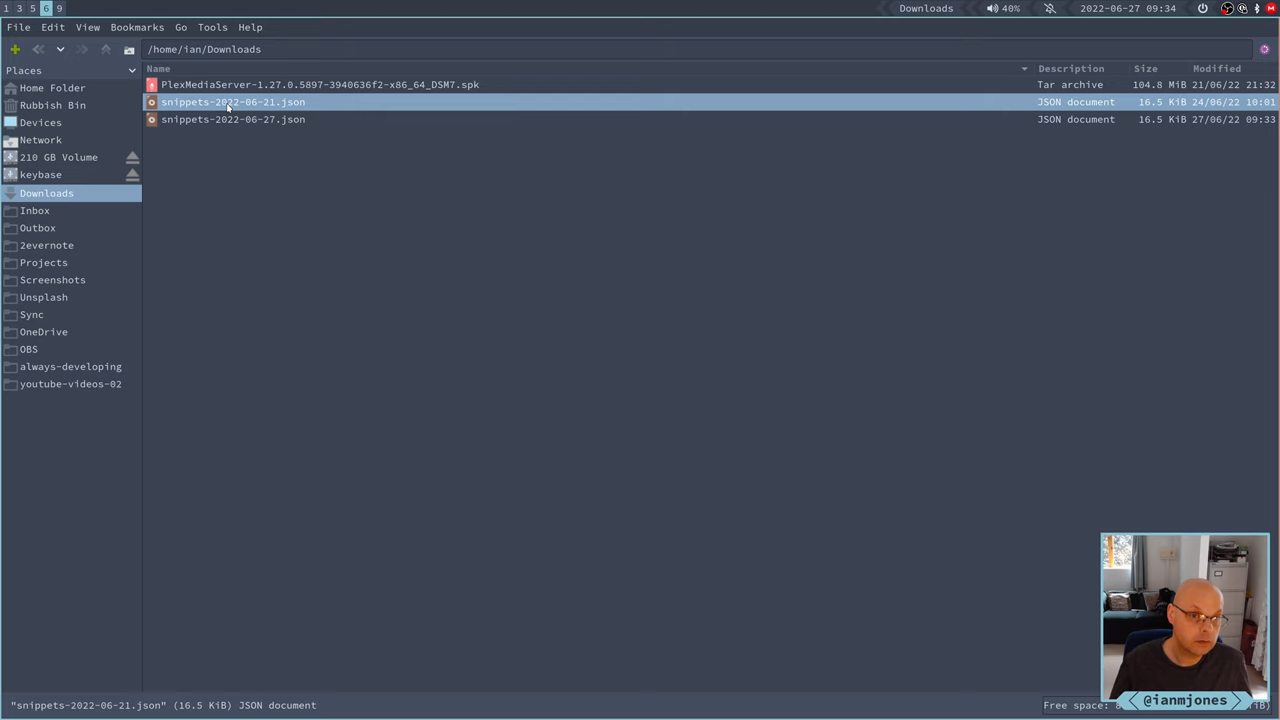 1 3 5 6 9
Downloads
40%
2022-06-27 09:34
File Edit View Bookmarks Tools Go Help
/home/ian/Downloads
Places
Home Folder
Rubbish Bin
Devices
Network
210 GB Volume
keybase
Downloads
Inbox
Outbox
2evernote
Projects
Screenshots
Unsplash
Sync
OneDrive
OBS
always-developing
youtube-videos-02
Name Description Size Modified
PlexMediaServer-1.27.0.5897-3940636f2-x86_64_DSM7.spk Tar archive 104.8 MiB 21/06/22 21:32
snippets-2022-06-21.json JSON document 16.5 KiB 24/06/22 10:01
snippets-2022-06-27.json JSON document 16.5 KiB 27/06/22 09:33
@ianmjones
"snippets-2022-06-21.json" (16.5 KiB) JSON document
Free space: